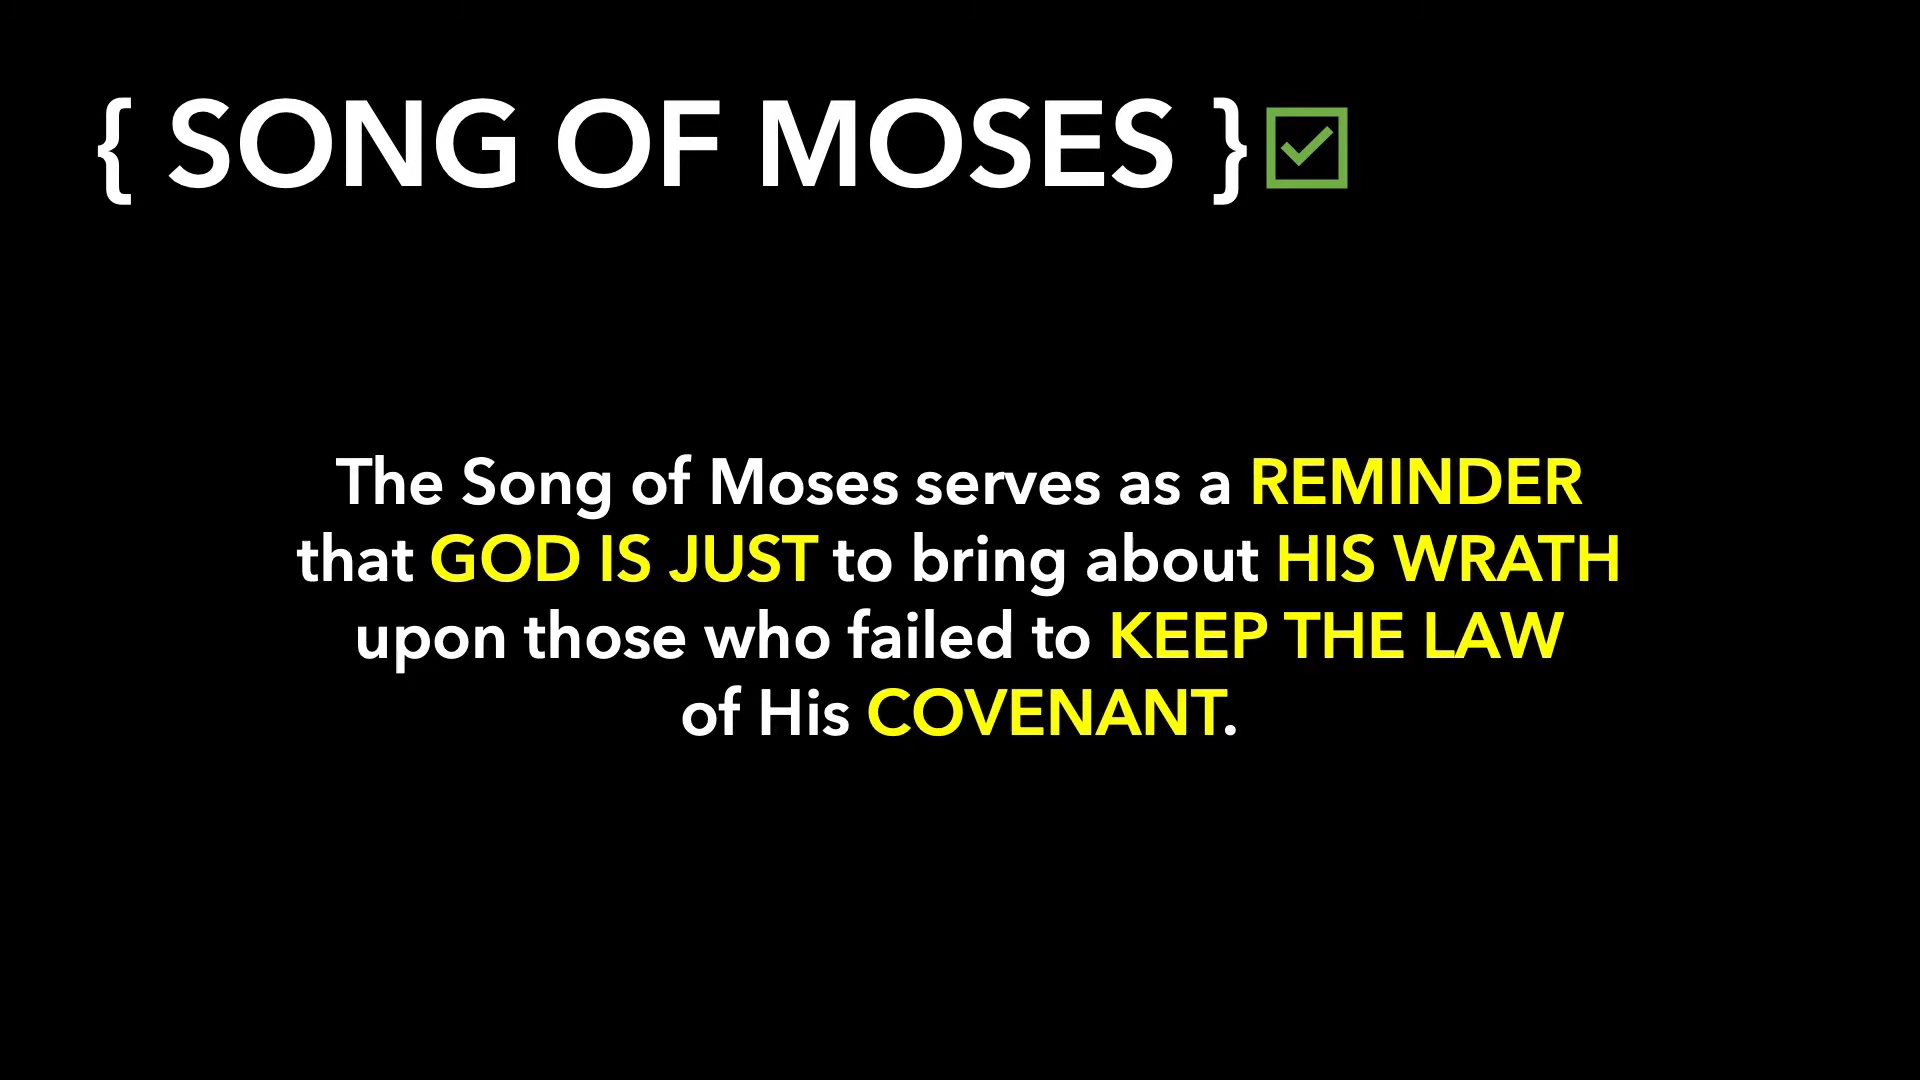 { SONG OF MOSES }☑
The Song of Moses serves as a REMINDER
that GOD IS JUST to bring about HIS WRATH
upon those who failed to KEEP THE LAW
of His COVENANT.